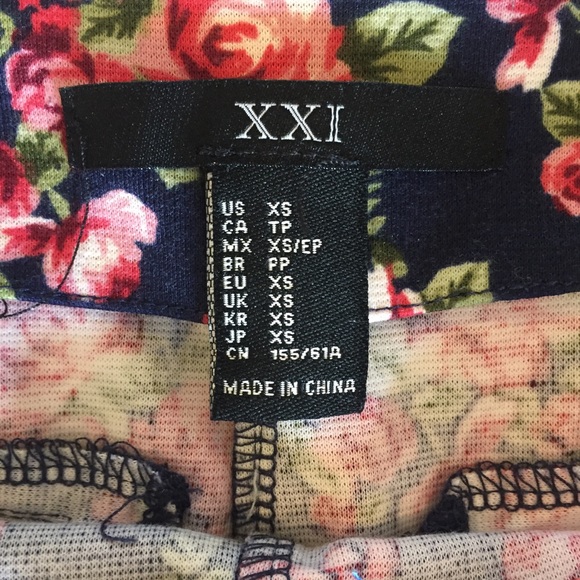 XXI
US XS
CA TP
MX XS/EP
BR PP
EU XS
UK XS
KR XS
JP XS
CN 155/61A
MADE IN CHINA